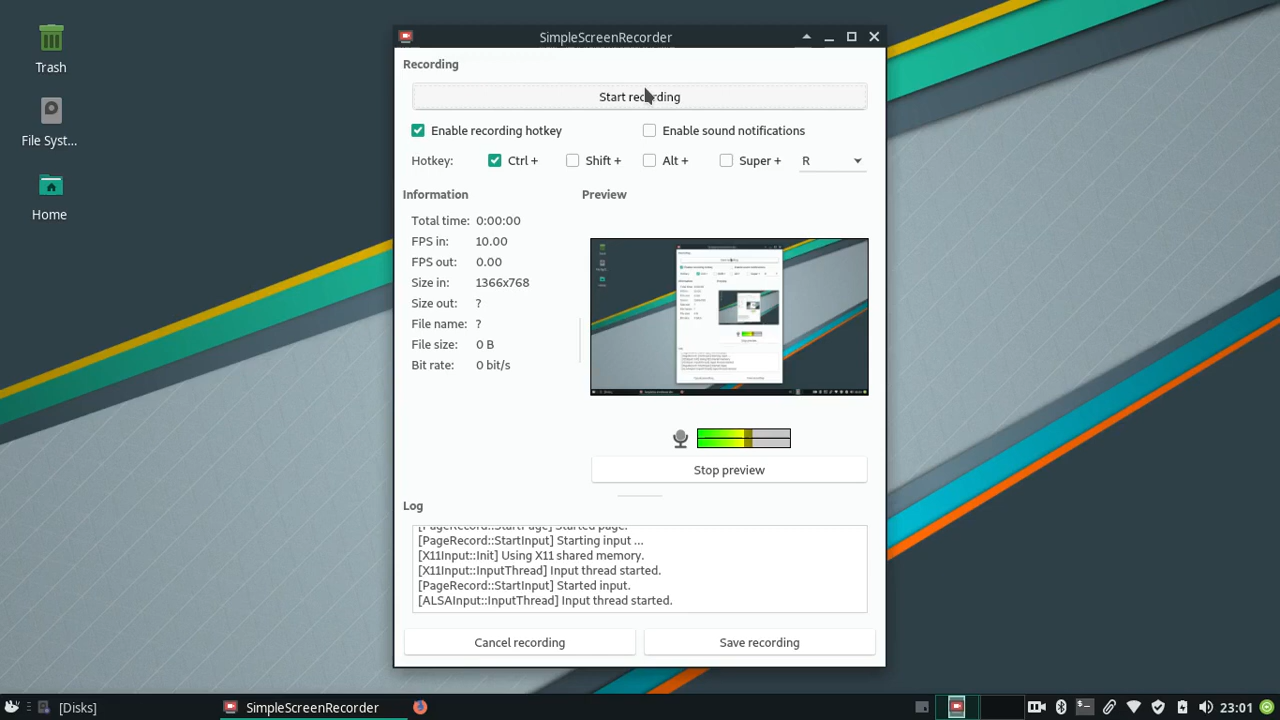 Trash
File Syst...
Home
SimpleScreenRecorder
Recording
Start recording
Enable recording hotkey
Enable sound notifications
Hotkey: Ctrl + Shift + Alt + Super + R
Information
Preview
Total time: 0:00:00
FPS in: 10.00
FPS out: 0.00
Size in: 1366x768
Size out: ?
File name: ?
File size: 0 B
Bit rate: 0 bit/s
Stop preview
Log
[PageRecord::StartPage] Started page.
[PageRecord::StartInput] Starting input ...
[X11Input::Init] Using X11 shared memory.
[X11Input::InputThread] Input thread started.
[PageRecord::StartInput] Started input.
[ALSAInput::InputThread] Input thread started.
Cancel recording
Save recording
[Disks]
SimpleScreenRecorder
23:01